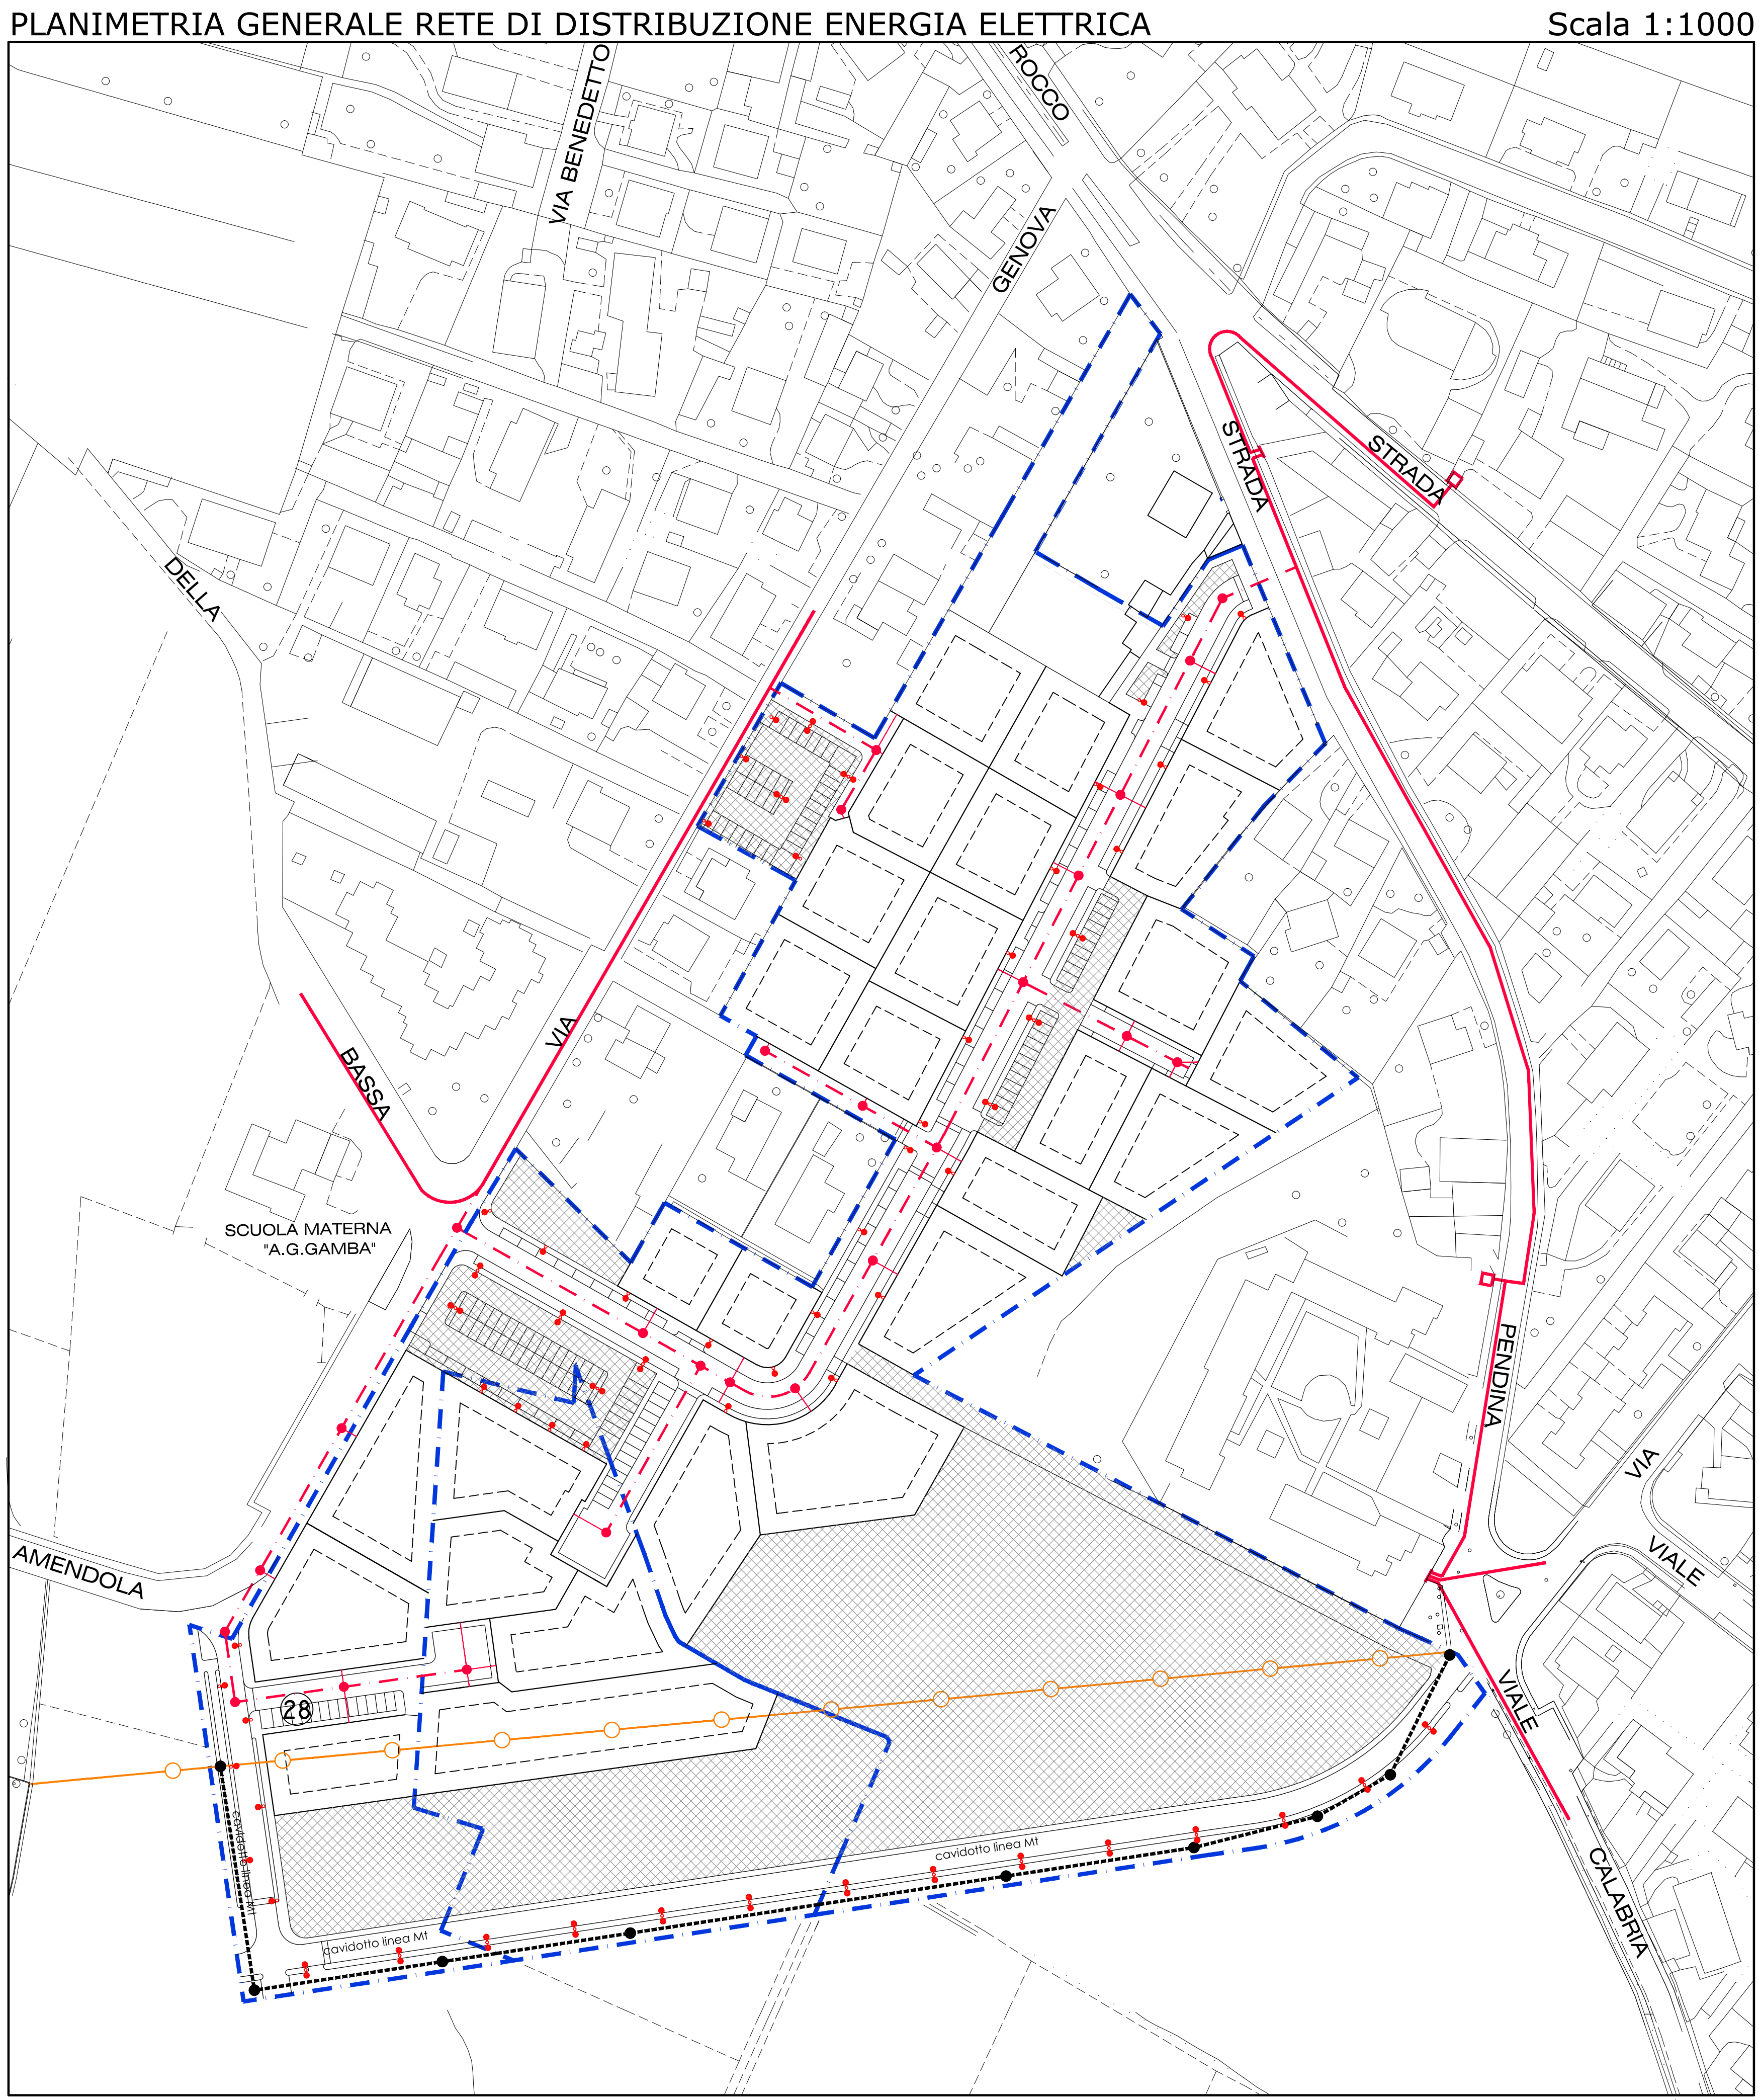 PLANIMETRIA GENERALE RETE DI DISTRIBUZIONE ENERGIA ELETTRICA
Scala 1:1000
VIA BENEDETTO
ROCCO
GENOVA
STRADA
STRADA
DELLA
VIA
BASSA
SCUOLA MATERNA
"A.G.GAMBA"
PENDINA
VIA
AMENDOLA
VIALE
28
VIALE
cavidotto linea Mt
cavidotto linea Mt
cavidotto linea Mt
CALABRIA